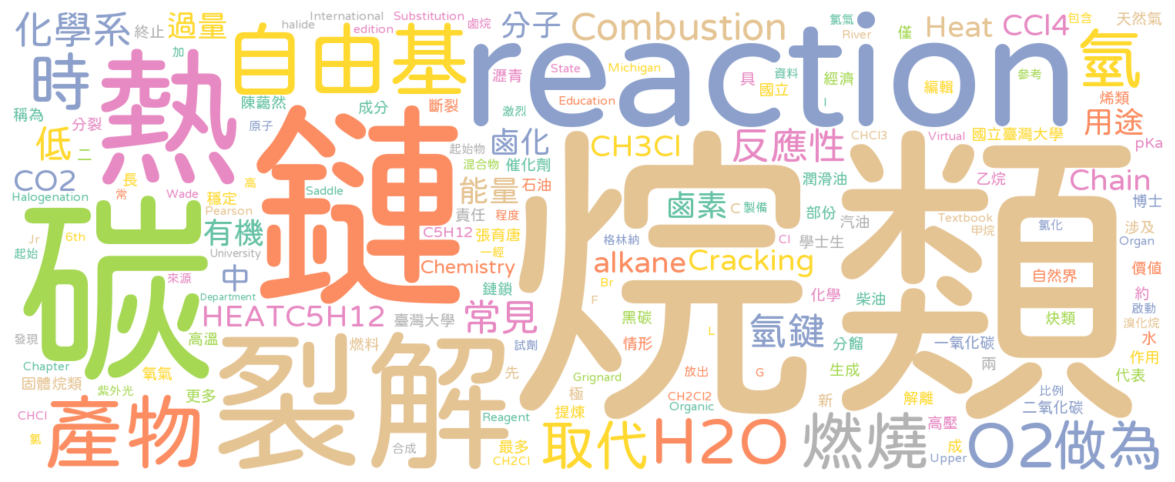 化學系
終止
過量
自由基
halide
International
edition
Substitution
鹵烷
分子
Combustion
氯氣
River
僅
Heat
CCl4
包含
加
天然氣
氫
時
熱
陳藹然
成分
斷裂
瀝青
State
Michigan
Education
激烈
reaction
具
資料
國立
經濟
l
編輯
參考
烯類
用途
稱為
分裂
原子
低
二
鏈
起始物
混合物
鹵化
催化劑
CH3Cl
反應性
CHCl3
Virtual
國立臺灣大學
pKa
CO2
Halogenation
長
常
Wade
穩定
Pearson
高
Saddle
能量
石油
烷類
潤滑油
乙烷
Chain
博士
碳
Jr
6th
起始
來源
有機
University
中
Department
責任
程度
C5H12
張育唐
一經
格林納
鹵素
C
製備
Cl
部份
汽油
學士生
Textbook
甲烷
氯化
涉及
Organ
Chemistry
鏈鎖
alkane
Cracking
Br
F
化學
柴油
自然界
價值
約
啟動
HEATC5H12
臺灣大學
常見
試劑
黑碳
情形
氫鍵
L
分餾
一氧化碳
兩
炔類
溴化烷
水
發現
高溫
Chapter
氧氣
裂解
燃料
先
Grignard
放出
G
生成
作用
代表
固體烷類
紫外光
更多
極
提煉
CH2Cl2
Organic
新
解離
比例
二氧化碳
CHCl
氮
產物
合成
Reagent
最多
CH2Cl
取代
H2O
燃燒
高壓
成
Upper
O2
做為